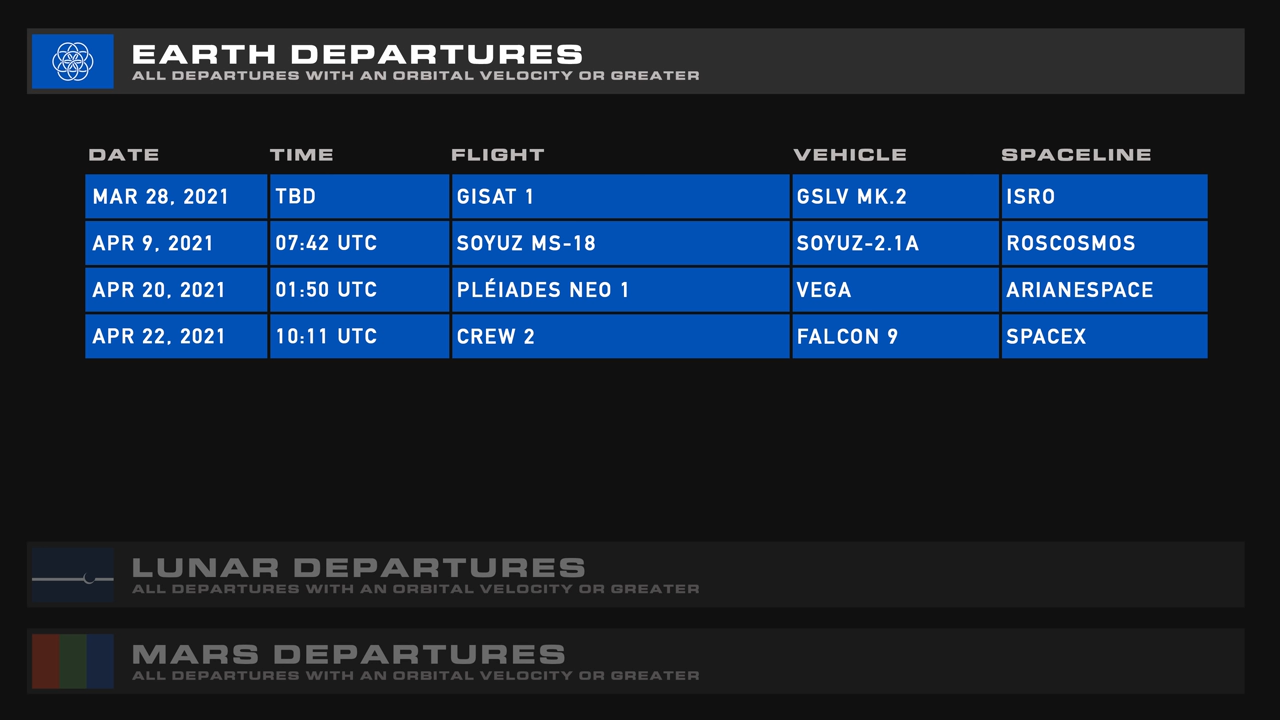 EARTH DEPARTURES
ALL DEPARTURES WITH AN ORBITAL VELOCITY OR GREATER
DATE TIME FLIGHT VEHICLE SPACELINE
MAR 28, 2021 TBD GISAT 1 GSLV MK.2 ISRO
APR 9, 2021 07:42 UTC SOYUZ MS-18 SOYUZ-2.1A ROSCOSMOS
APR 20, 2021 01:50 UTC PLÉIADES NEO 1 VEGA ARIANESPACE
APR 22, 2021 10:11 UTC CREW 2 FALCON 9 SPACEX
LUNAR DEPARTURES
ALL DEPARTURES WITH AN ORBITAL VELOCITY OR GREATER
MARS DEPARTURES
ALL DEPARTURES WITH AN ORBITAL VELOCITY OR GREATER